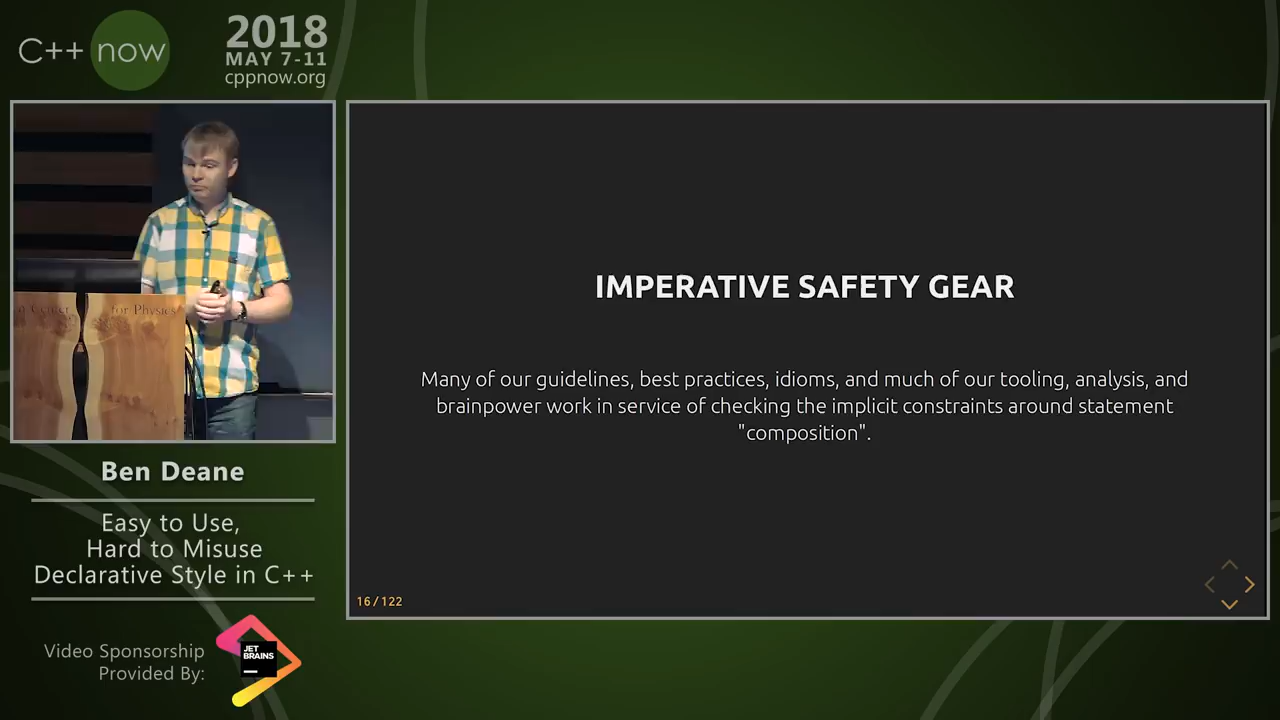 C++ now
2018
MAY 7-11
cppnow.org
for Physics
Ben Deane
Easy to Use,
Hard to Misuse
Declarative Style in C++
Video Sponsorship
Provided By:
JET
BRAINS
IMPERATIVE SAFETY GEAR
Many of our guidelines, best practices, idioms, and much of our tooling, analysis, and
brainpower work in service of checking the implicit constraints around statement
"composition".
16/122